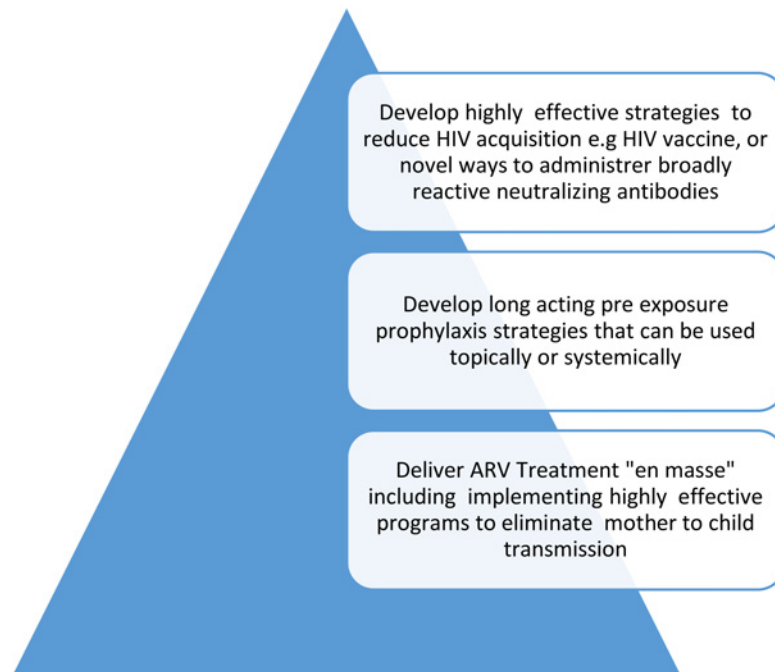 Develop highly effective strategies to
reduce HIV acquisition e.g HIV vaccine, or
novel ways to administrer broadly
reactive neutralizing antibodies
Develop long acting pre exposure
prophylaxis strategies that can be used
topically or systemically
Deliver ARV Treatment "en masse"
including implementing highly effective
programs to eliminate mother to child
transmission